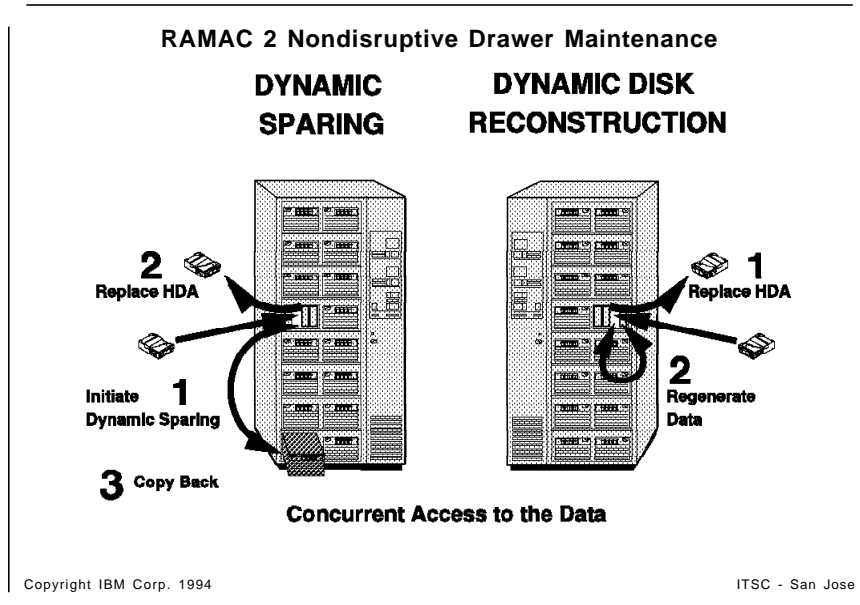 RAMAC 2 Nondisruptive Drawer Maintenance
DYNAMIC
SPARING
DYNAMIC DISK
RECONSTRUCTION
2
Replace HDA
1
Initiate
Dynamic Sparing
3 Copy Back
1
Replace HDA
2
Regenerate
Data
Concurrent Access to the Data
Copyright IBM Corp. 1994
ITSC - San Jose